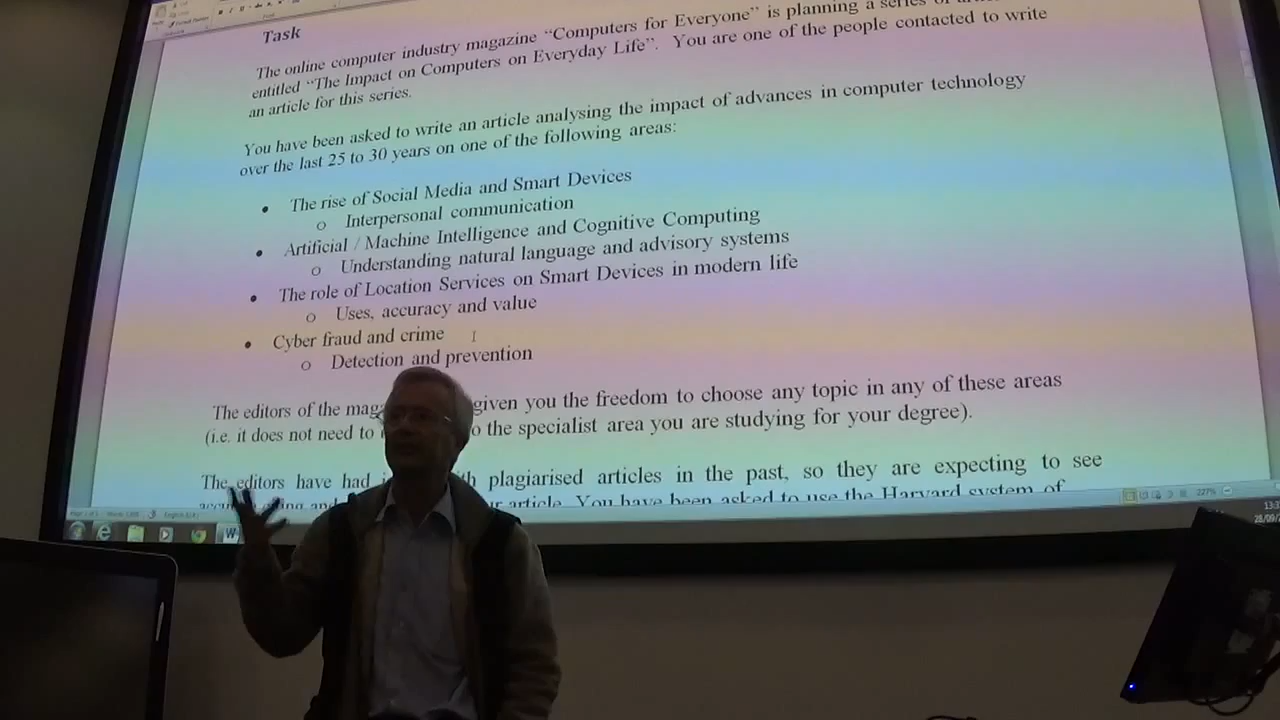 Task
The online computer industry magazine “Computers for Everyone” is planning a series of
entitled “The Impact on Computers on Everyday Life”. You are one of the people contacted to write
an article for this series.
You have been asked to write an article analysing the impact of advances in computer technology
over the last 25 to 30 years on one of the following areas:
• The rise of Social Media and Smart Devices
o Interpersonal communication
• Artificial / Machine Intelligence and Cognitive Computing
o Understanding natural language and advisory systems
• The role of Location Services on Smart Devices in modern life
o Uses, accuracy and value
• Cyber fraud and crime
o Detection and prevention
The editors of the given you the freedom to choose any topic in any of these areas
(i.e. it does not need to the specialist area you are studying for your degree).
The editors have had plagiarised articles in the past, so they are expecting to see
article. You have been asked to use the Harvard system of
227%